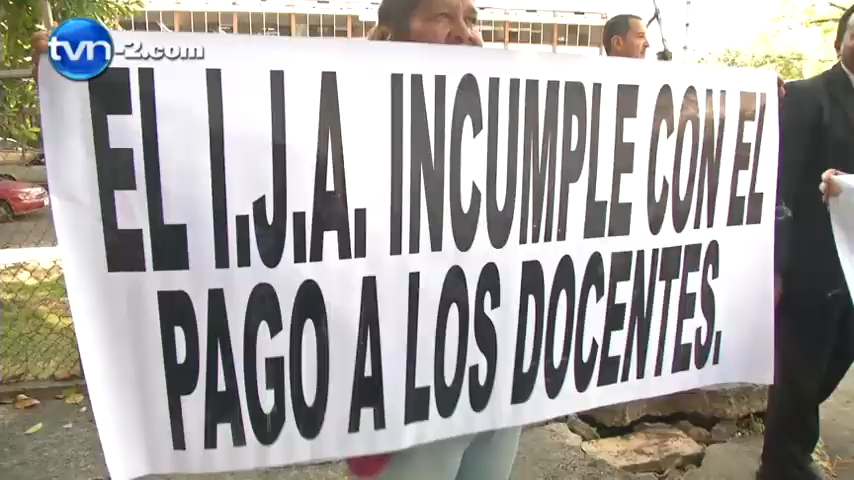 tvn-2.com
EL I.J.A. INCUMPLE CON EL
PAGO A LOS DOCENTES.